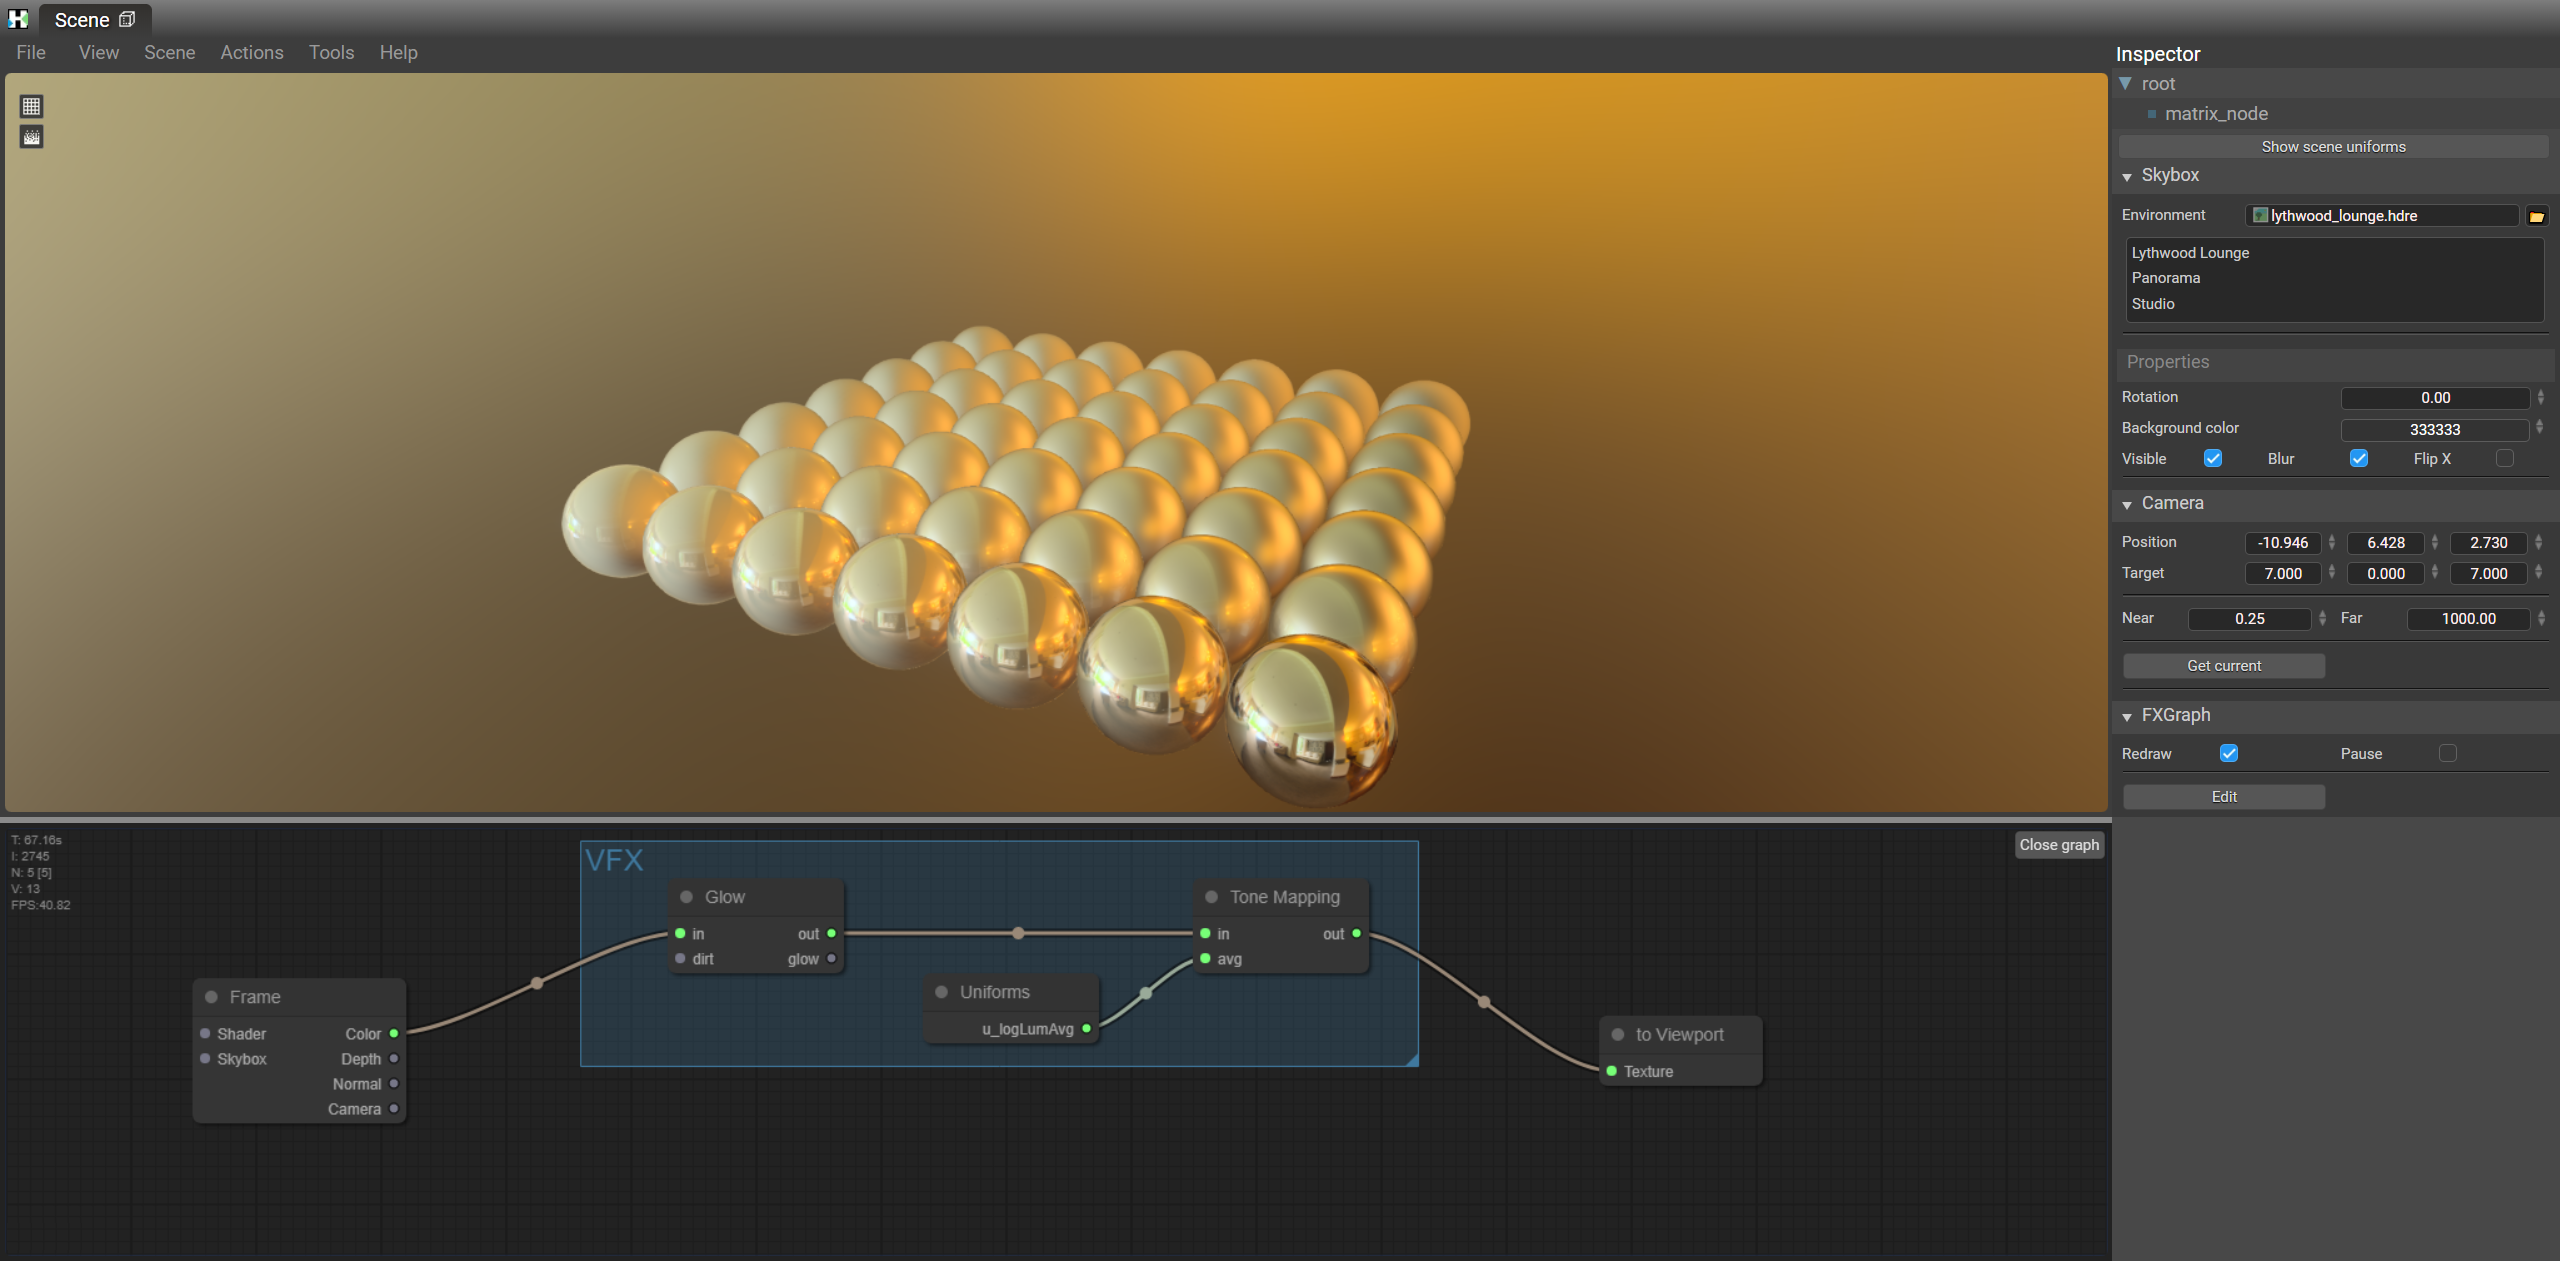 Scene
File View Scene Actions Tools Help
Inspector
root
matrix_node
Show scene uniforms
Skybox
Environment lythwood_lounge.hdre
Lythwood Lounge
Panorama
Studio
Properties
Rotation 0.00
Background color 333333
Visible Blur Flip X
Camera
Position -10.946 6.428 2.730
Target 7.000 0.000 7.000
Near 0.25 Far 1000.00
Get current
FXGraph
Redraw Pause
Edit
T: 67.16s
I: 2745
N: 5 [5]
V: 13
FPS:40.82
Close graph
VFX
Glow
in out
dirt glow
Tone Mapping
in out
avg
Uniforms
u_logLumAvg
Frame
Shader Color
Skybox Depth
Normal
Camera
to Viewport
Texture